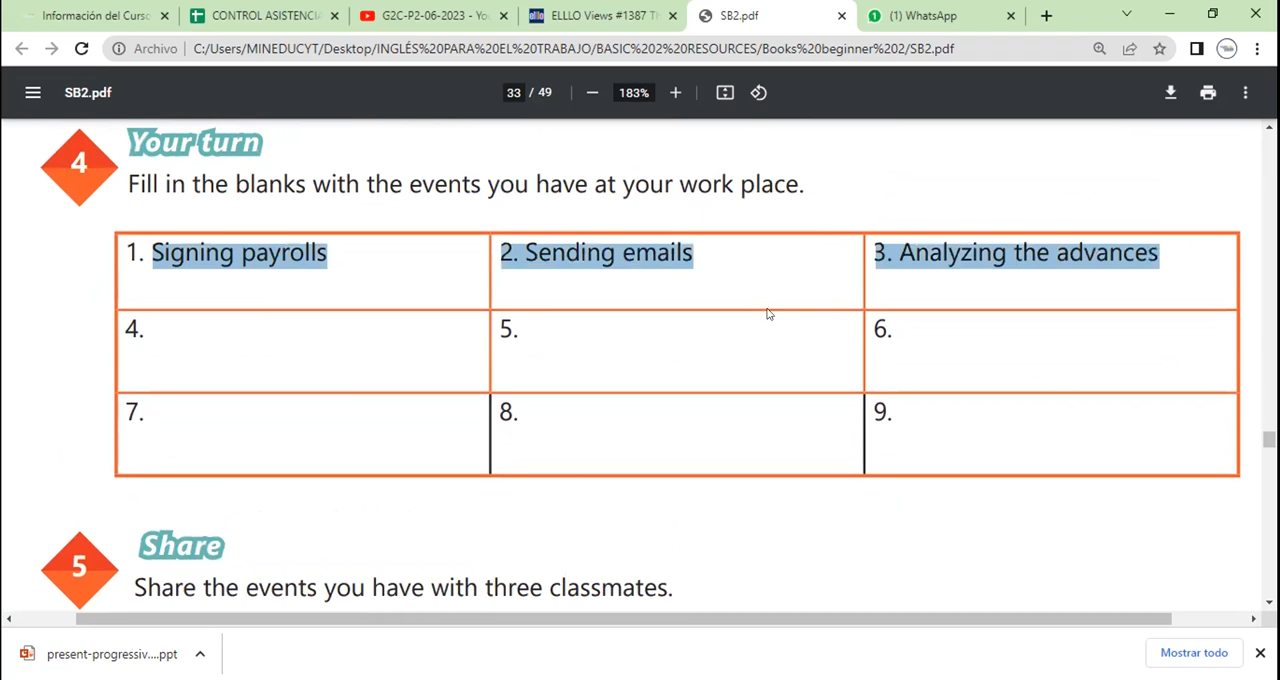 Información del Curso
CONTROL ASISTENCIA
G2C-P2-06-2023 - You
ELLLO Views #1387 Th
SB2.pdf
(1) WhatsApp
Archivo
C:/Users/MINEDUCYT/Desktop/INGLÉS%20PARA%20EL%20TRABAJO/BASIC%202%20RESOURCES/Books%20beginner%202/SB2.pdf
SB2.pdf
33 / 49
183%
4
Your turn
Fill in the blanks with the events you have at your work place.
1. Signing payrolls
2. Sending emails
3. Analyzing the advances
4.
5.
6.
7.
8.
9.
5
Share
Share the events you have with three classmates.
present-progressiv....ppt
Mostrar todo